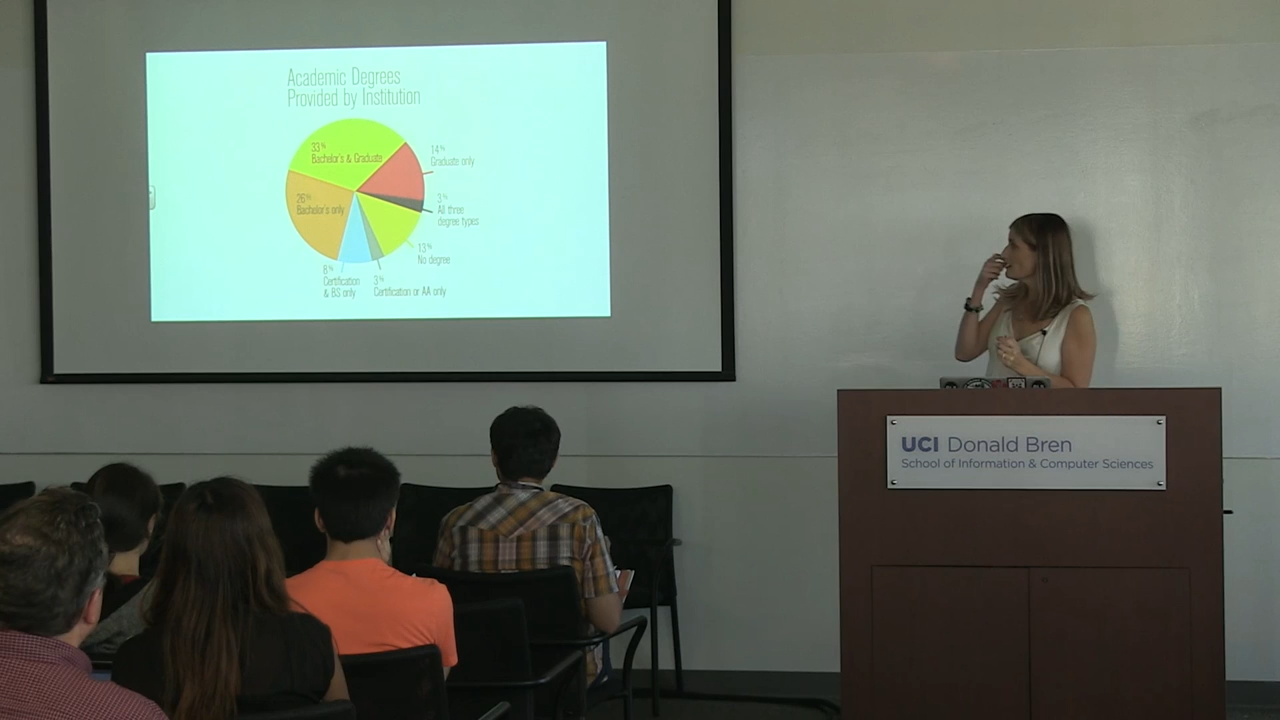 Academic Degrees
Provided by Institution
33%
Bachelor's & Graduate
14%
Graduate only
26%
Bachelor's only
3%
All three
degree types
13%
No degree
8%
Certification
& BS only
3%
Certification or AA only
UCI Donald Bren
School of Information & Computer Sciences